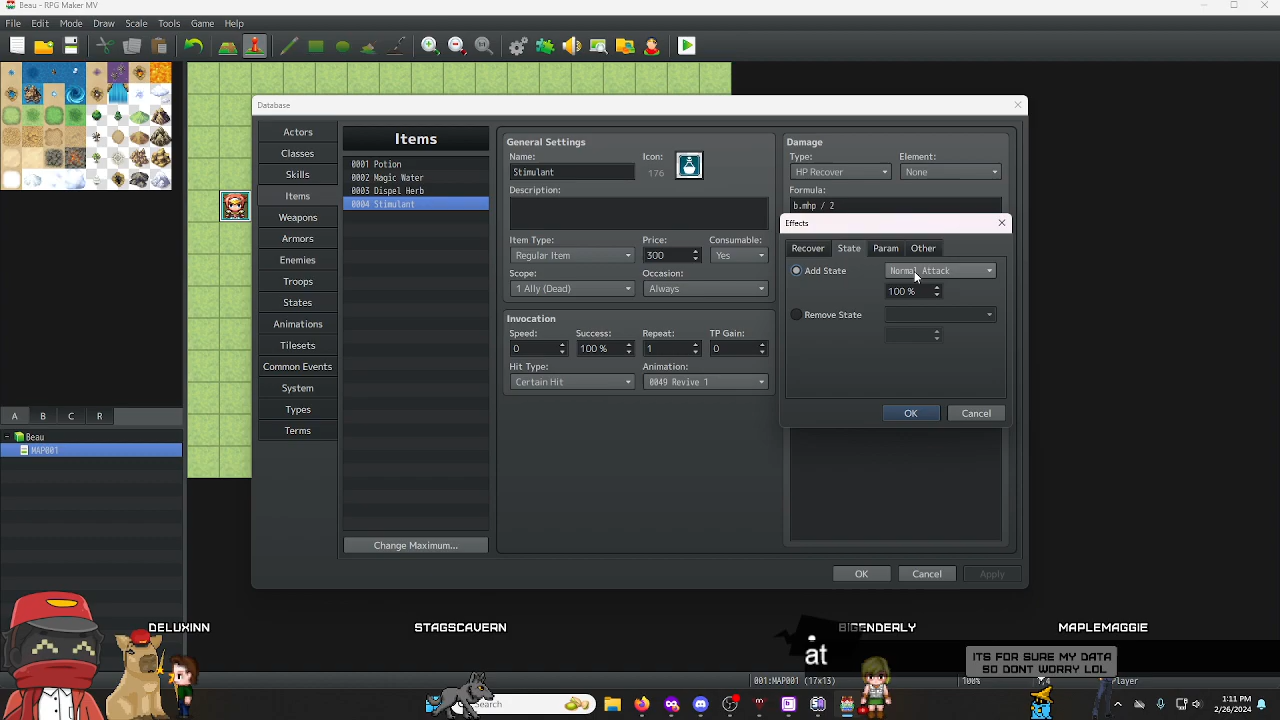 Beau - RPG Maker MV
File Edit Mode Draw Scale Tools Game Help
Database
Actors
Classes
Skills
Items
Weapons
Armors
Enemies
Troops
States
Animations
Tilesets
Common Events
System
Types
Terms
Items
0001 Potion
0002 Magic Water
0003 Dispel Herb
0004 Stimulant
Change Maximum...
General Settings
Name: Icon:
Stimulant 176
Description:
Item Type: Price: Consumable:
Regular Item 300 Yes
Scope: Occasion:
1 Ally (Dead) Always
Invocation
Speed: Success: Repeat: TP Gain:
0 100 % 1 0
Hit Type: Animation:
Certain Hit 0049 Revive 1
Damage
Type: Element:
HP Recover None
Formula:
b.mhp / 2
Effects
Recover State Param Other
Add State Normal Attack
100 %
Remove State
OK Cancel
OK Cancel Apply
A B C R
Beau
MAP001
DELUXINN STAGSCAVERN BIGENDERLY MAPLEMAGGIE
at
ITS FOR SURE MY DATA
SO DONT WORRY LOL
001:MAP001 (17x13) 100%
1:11 PM
2/26/2024